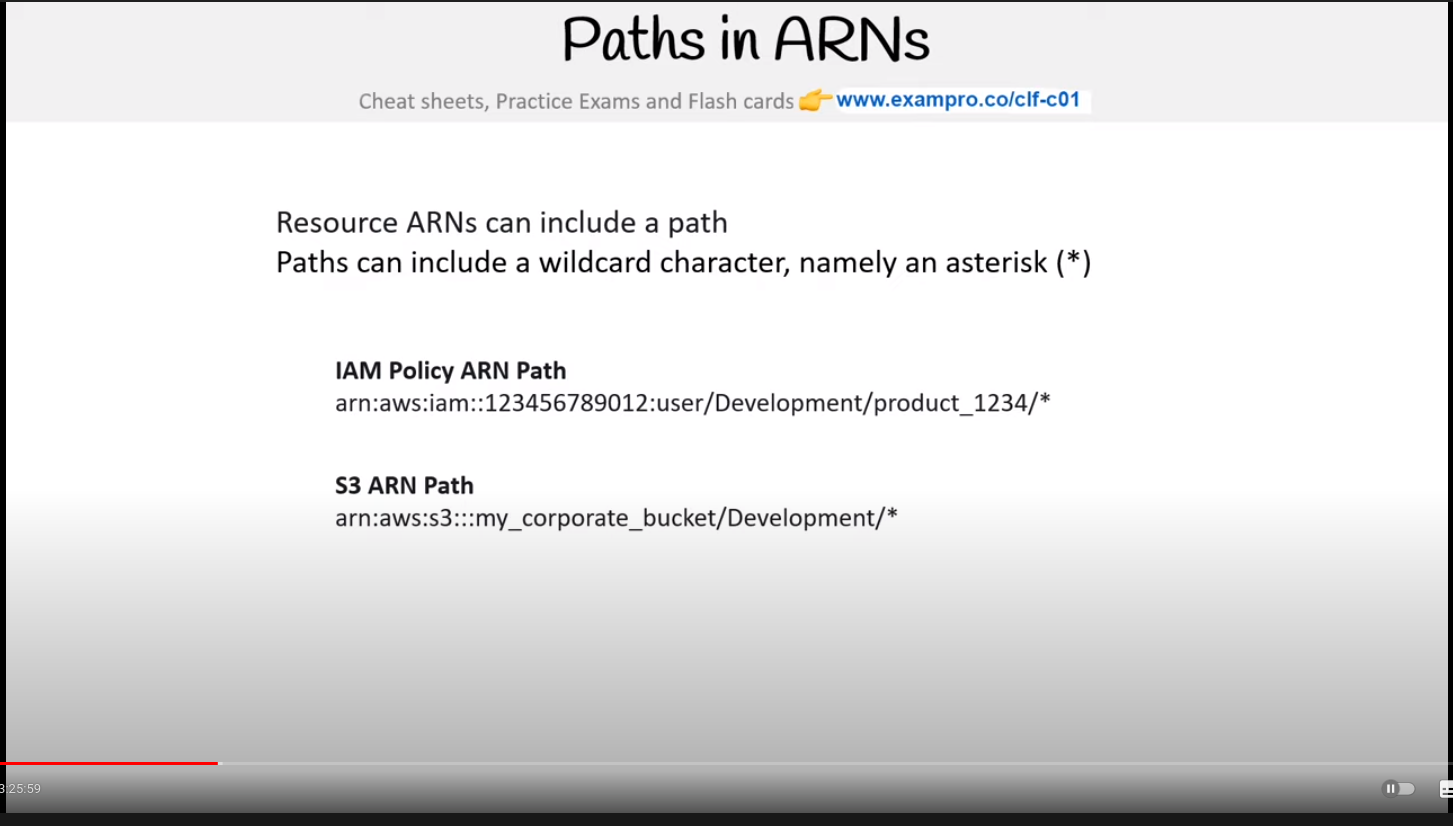 Paths in ARNs
Cheat sheets, Practice Exams and Flash cards 👉 www.exampro.co/clf-c01
Resource ARNs can include a path
Paths can include a wildcard character, namely an asterisk (*)
IAM Policy ARN Path
arn:aws:iam::123456789012:user/Development/product_1234/*
S3 ARN Path
arn:aws:s3:::my_corporate_bucket/Development/*
3:25:59